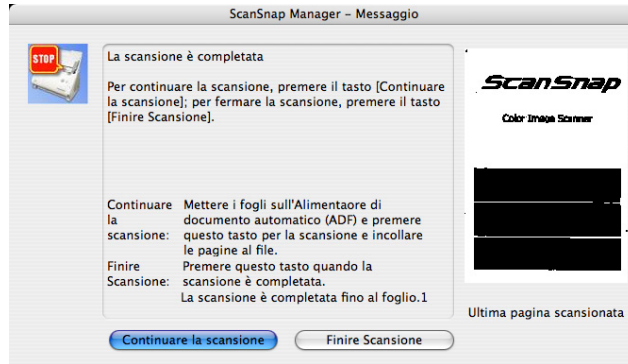 ScanSnap Manager – Messaggio
STOP
La scansione è completata
Per continuare la scansione, premere il tasto [Continuare
la scansione]; per fermare la scansione, premere il tasto
[Finire Scansione].
Continuare
la
scansione:
Mettere i fogli sull'Alimentaore di
documento automatico (ADF) e premere
questo tasto per la scansione e incollare
le pagine al file.
Finire
Scansione:
Premere questo tasto quando la
scansione è completata.
La scansione è completata fino al foglio.1
Continuare la scansione
Finire Scansione
ScanSnap
Color Image Scanner
Ultima pagina scansionata